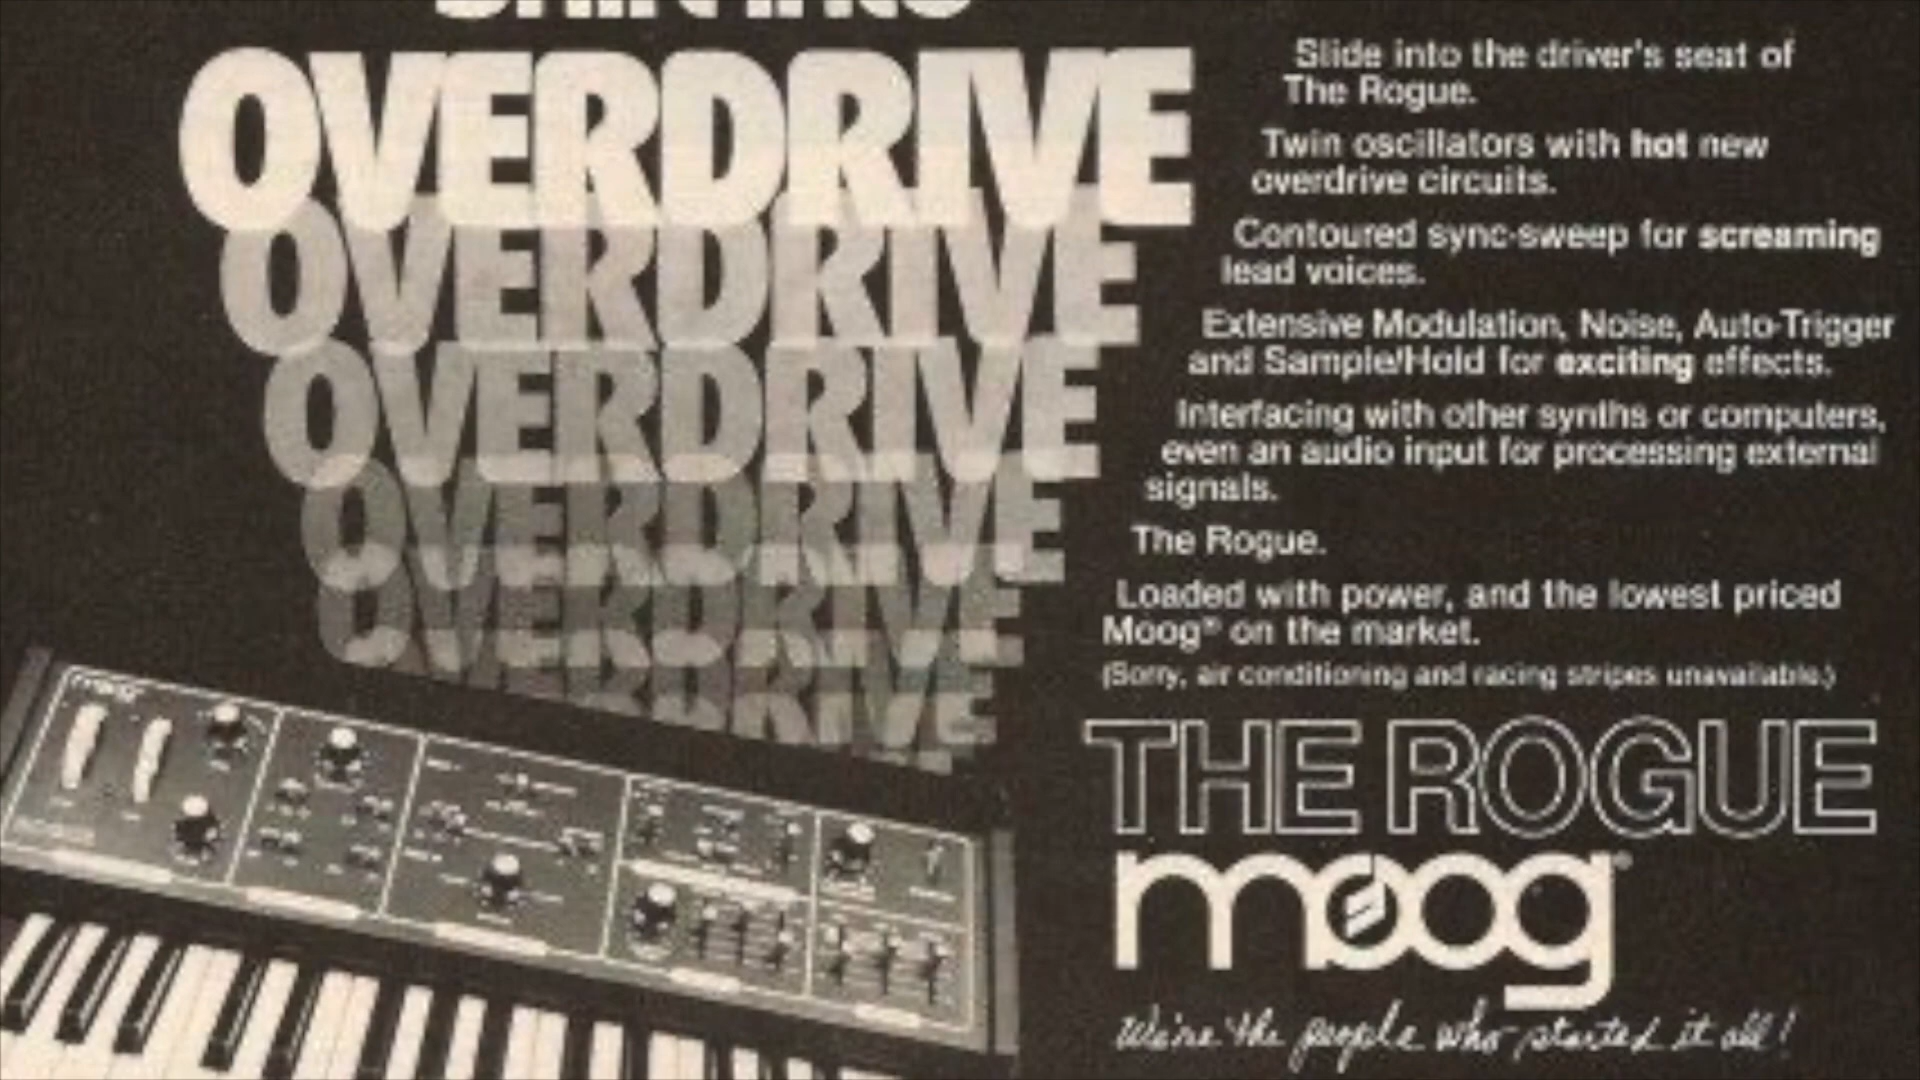 OVERDRIVE
OVERDRIVE
OVERDRIVE
OVERDRIVE
OVERDRIVE
OVERDRIVE
Slide into the driver's seat of
The Rogue.
Twin oscillators with hot new
overdrive circuits.
Contoured sync-sweep for screaming
lead voices.
Extensive Modulation, Noise, Auto-Trigger
and Sample/Hold for exciting effects.
Interfacing with other synths or computers,
even an audio input for processing external
signals.
The Rogue.
Loaded with power, and the lowest priced
Moog® on the market.
(Sorry, air conditioning and racing stripes unavailable.)
THE ROGUE
moog
We're the people who started it all!